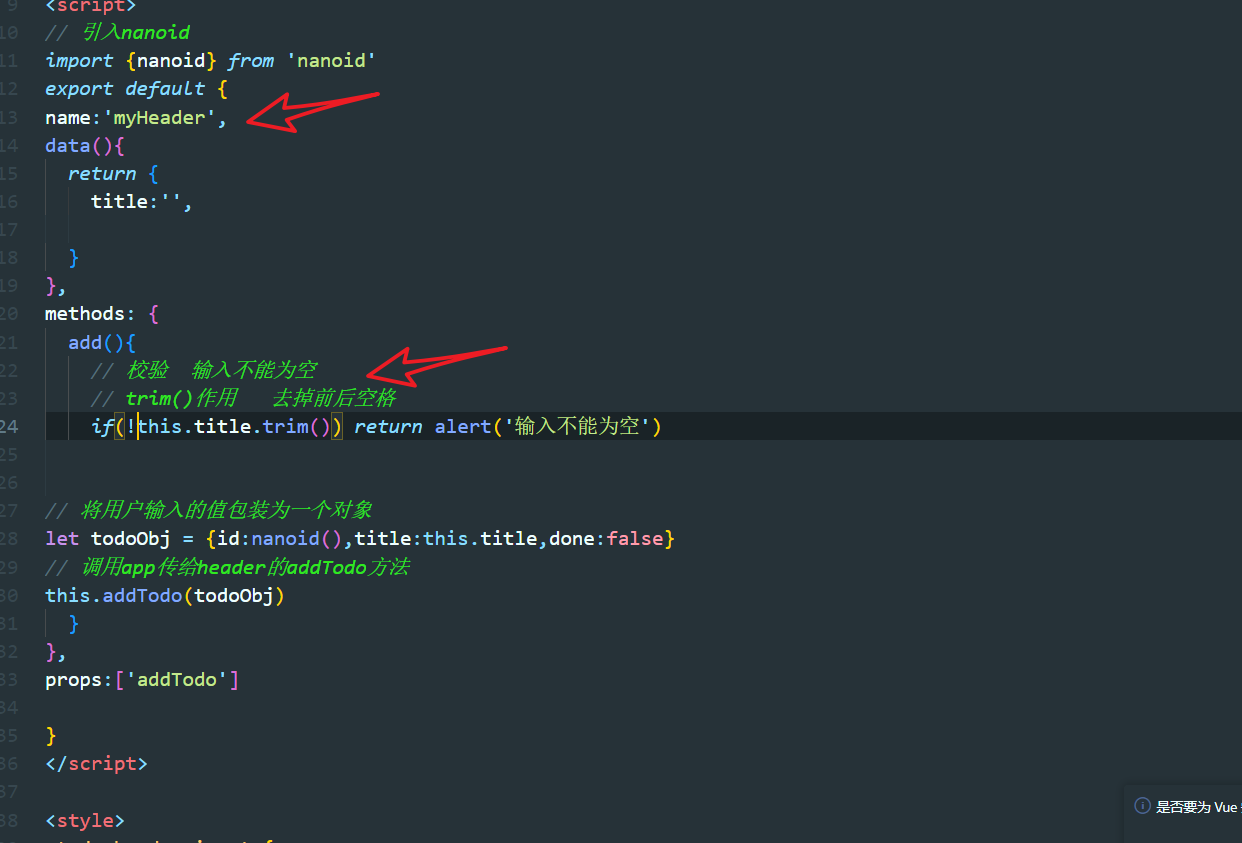 9 <script>
10 // 引入nanoid
11 import {nanoid} from 'nanoid'
12 export default {
13 name:'myHeader',
14 data(){
15 return {
16 title:'',
17
18 }
19 },
20 methods: {
21 add(){
22 // 校验  输入不能为空
23 // trim()作用   去掉前后空格
24 if(!this.title.trim()) return alert('输入不能为空')
25
26
27 // 将用户输入的值包装为一个对象
28 let todoObj = {id:nanoid(),title:this.title,done:false}
29 // 调用app传给header的addTodo方法
30 this.addTodo(todoObj)
31 }
32 },
33 props:['addTodo']
34
35 }
36 </script>
37
是否要为 Vue
38 <style>